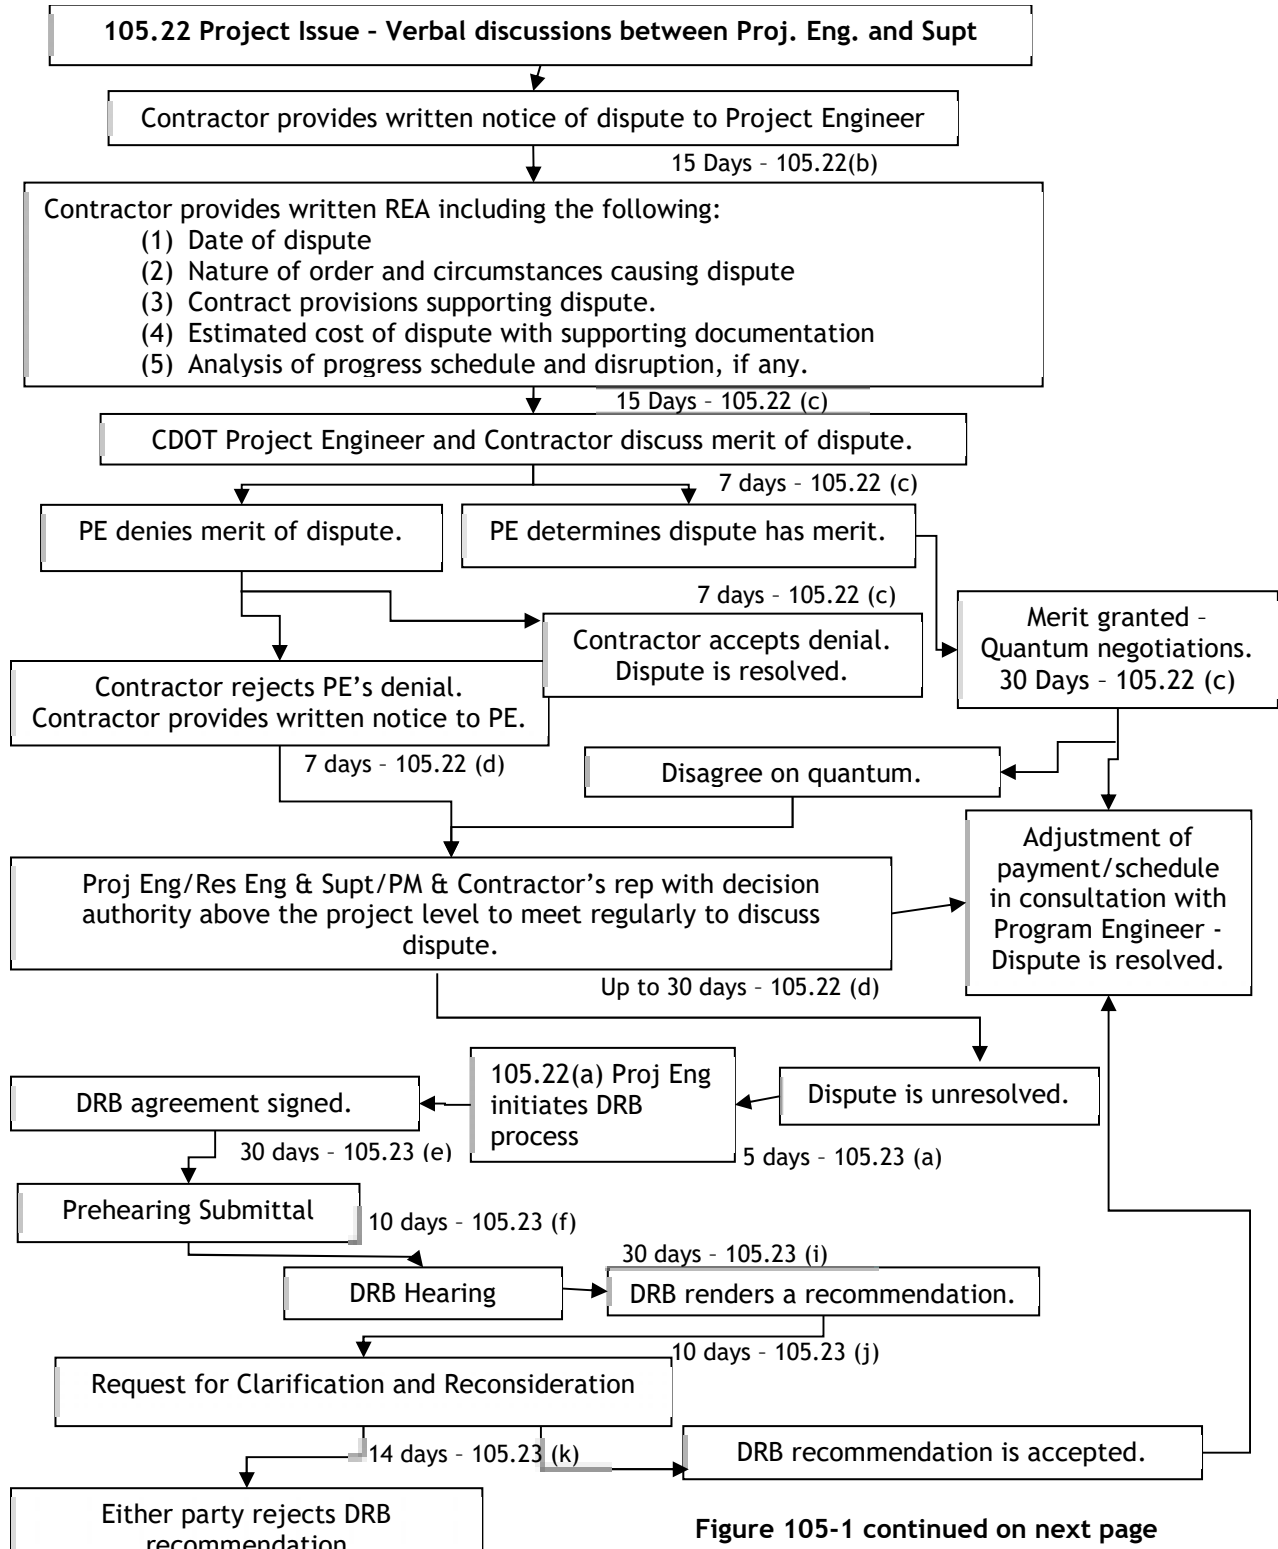 105.22 Project Issue – Verbal discussions between Proj. Eng. and Supt
Contractor provides written notice of dispute to Project Engineer
15 Days – 105.22(b)
Contractor provides written REA including the following:
(1) Date of dispute
(2) Nature of order and circumstances causing dispute
(3) Contract provisions supporting dispute.
(4) Estimated cost of dispute with supporting documentation
(5) Analysis of progress schedule and disruption, if any.
15 Days – 105.22 (c)
CDOT Project Engineer and Contractor discuss merit of dispute.
7 days – 105.22 (c)
PE denies merit of dispute.
PE determines dispute has merit.
7 days – 105.22 (c)
Contractor accepts denial.
Dispute is resolved.
Merit granted –
Quantum negotiations.
30 Days – 105.22 (c)
Contractor rejects PE’s denial.
Contractor provides written notice to PE.
7 days – 105.22 (d)
Disagree on quantum.
Adjustment of
payment/schedule
in consultation with
Program Engineer -
Dispute is resolved.
Proj Eng/Res Eng & Supt/PM & Contractor’s rep with decision
authority above the project level to meet regularly to discuss
dispute.
Up to 30 days – 105.22 (d)
Dispute is unresolved.
105.22(a) Proj Eng
initiates DRB
process
5 days – 105.23 (a)
DRB agreement signed.
30 days – 105.23 (e)
Prehearing Submittal
10 days – 105.23 (f)
DRB Hearing
30 days – 105.23 (i)
DRB renders a recommendation.
10 days – 105.23 (j)
Request for Clarification and Reconsideration
14 days – 105.23 (k)
DRB recommendation is accepted.
Either party rejects DRB
recommendation
Figure 105-1 continued on next page